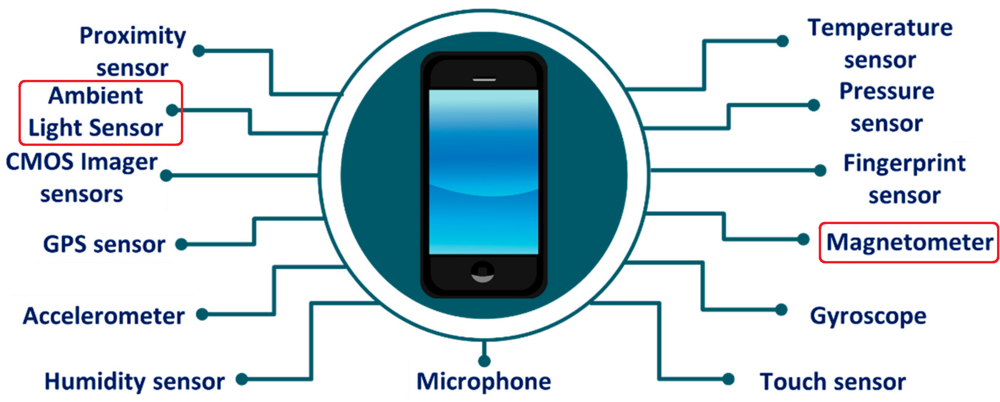 Proximity
sensor
Ambient
Light Sensor
CMOS Imager
sensors
GPS sensor
Accelerometer
Humidity sensor
Microphone
Temperature
sensor
Pressure
sensor
Fingerprint
sensor
Magnetometer
Gyroscope
Touch sensor